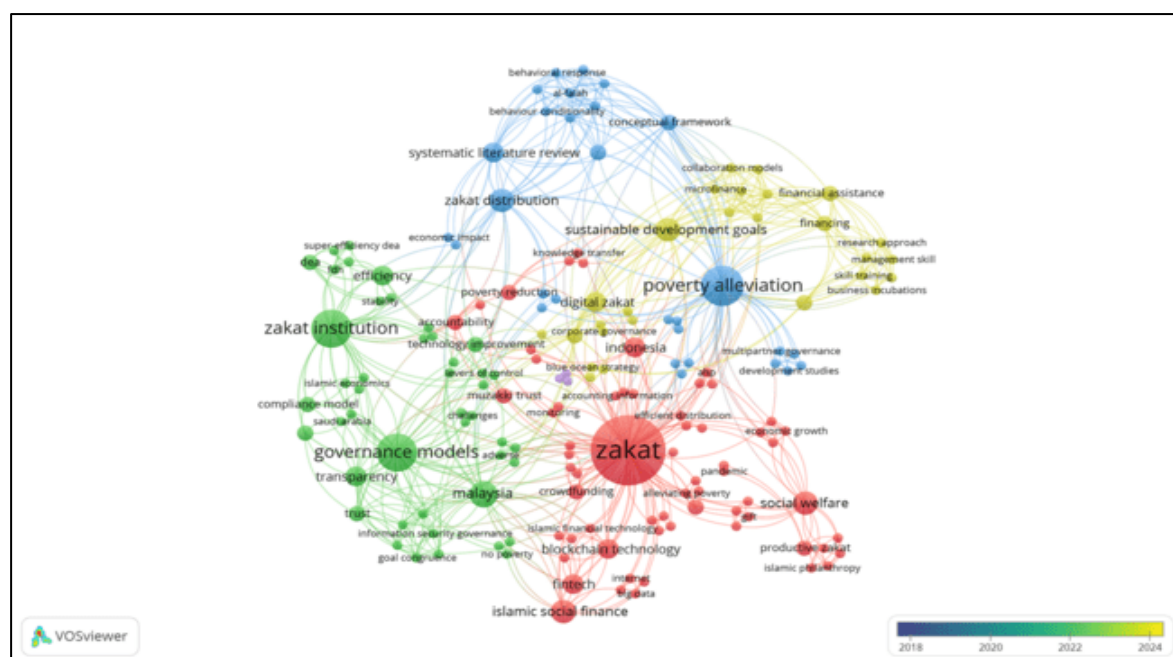 behavioral response
al-falah
behaviour conditionality
conceptual framework
systematic literature review
collaboration models
microfinance
financial assistance
zakat distribution
financing
sustainable development goals
economic impact
research approach
super-efficiency dea
knowledge transfer
management skill
dea
fdh
efficiency
skill training
poverty alleviation
business incubations
poverty reduction
stability
digital zakat
zakat institution
accountability
corporate governance
technology improvement
indonesia
multipartner governance
blue ocean strategy
development studies
levers of control
islamic economics
muzakki trust
accounting information
compliance model
monitoring
efficient distribution
saudi arabia
challenges
economic growth
zakat
governance models
adverse
pandemic
transparency
malaysia
crowdfunding
alleviating poverty
social welfare
trust
islamic financial technology
information security governance
blockchain technology
productive zakat
goal congruence
no poverty
islamic philanthropy
fintech
internet
big data
islamic social finance
VOSviewer
2018 2020 2022 2024